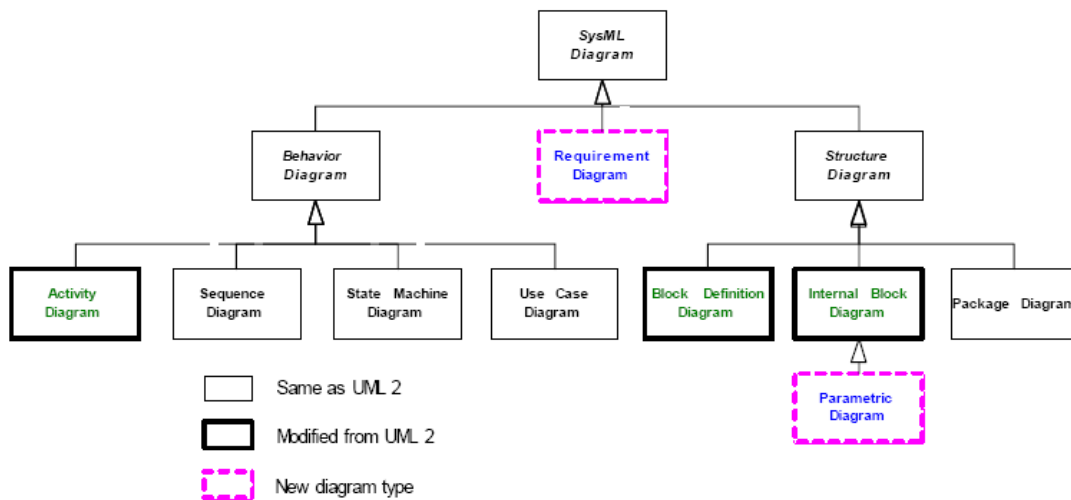 SysML
Diagram
Behavior
Diagram
Requirement
Diagram
Structure
Diagram
Activity
Diagram
Sequence
Diagram
State Machine
Diagram
Use Case
Diagram
Block Definition
Diagram
Internal Block
Diagram
Package Diagram
Parametric
Diagram
Same as UML 2
Modified from UML 2
New diagram type